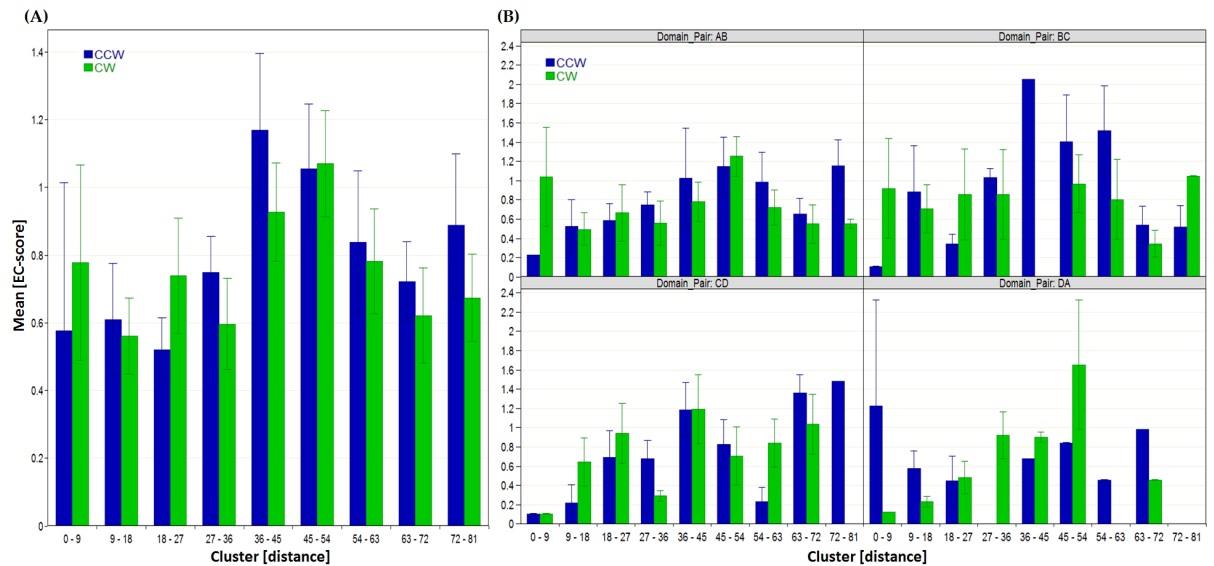 (A)
CCW
CW
1.4
1.2
1
0.8
0.6
0.4
0.2
0
Mean [EC-score]
0 - 9 9 - 18 18 - 27 27 - 36 36 - 45 45 - 54 54 - 63 63 - 72 72 - 81
Cluster [distance]
(B)
Domain_Pair: AB Domain_Pair: BC
CCW
CW
2.4
2.2
2
1.8
1.6
1.4
1.2
1
0.8
0.6
0.4
0.2
0
Domain_Pair: CD Domain_Pair: DA
2.4
2.2
2
1.8
1.6
1.4
1.2
1
0.8
0.6
0.4
0.2
0
0 - 9 9 - 18 18 - 27 27 - 36 36 - 45 45 - 54 54 - 63 63 - 72 72 - 81 0 - 9 9 - 18 18 - 27 27 - 36 36 - 45 45 - 54 54 - 63 63 - 72 72 - 81
Cluster [distance]